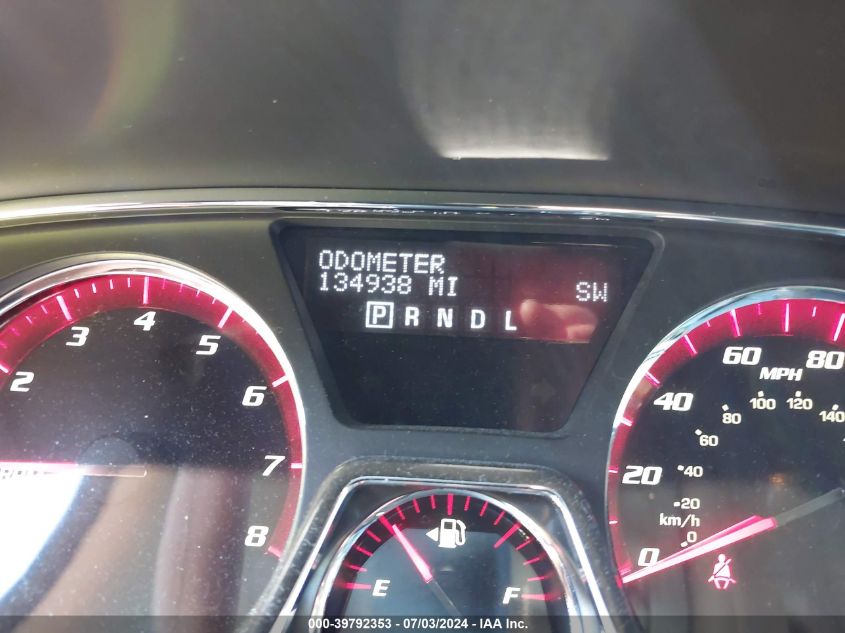 ODOMETER
134938 MI SW
P R N D L
2 3 4 5 6 7 8
0 20 40 60 80
MPH
0 20 40 60 80 100 120 140
km/h
E F
000-39792353 - 07/03/2024 - IAA Inc.